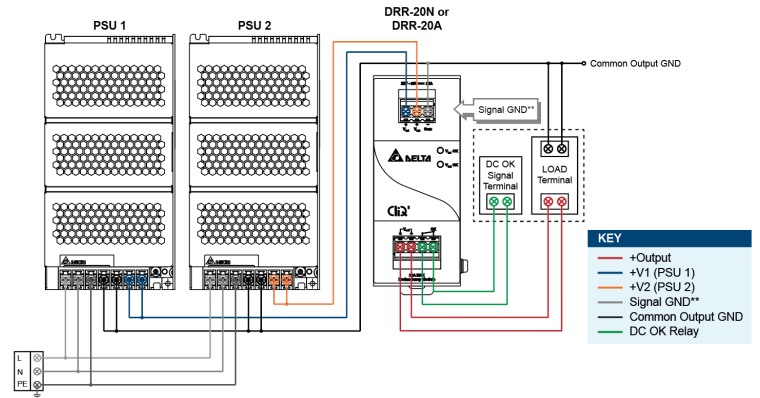 PSU 1
PSU 2
DRR-20N or
DRR-20A
Common Output GND
Signal GND**
DELTA
DC OK
Signal
Terminal
LOAD
Terminal
CliQ
KEY
+Output
+V1 (PSU 1)
+V2 (PSU 2)
Signal GND**
Common Output GND
DC OK Relay
L
N
PE